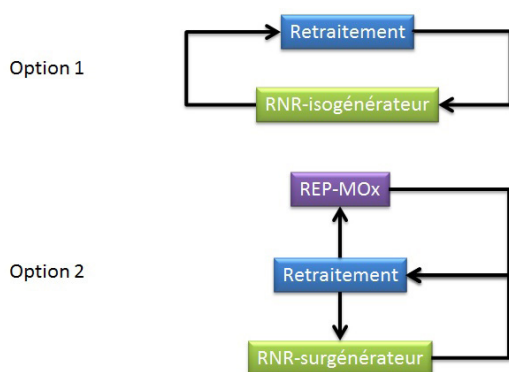 Option 1
Retraitement
RNR-isogénérateur
REP-MOx
Option 2
Retraitement
RNR-surgénérateur